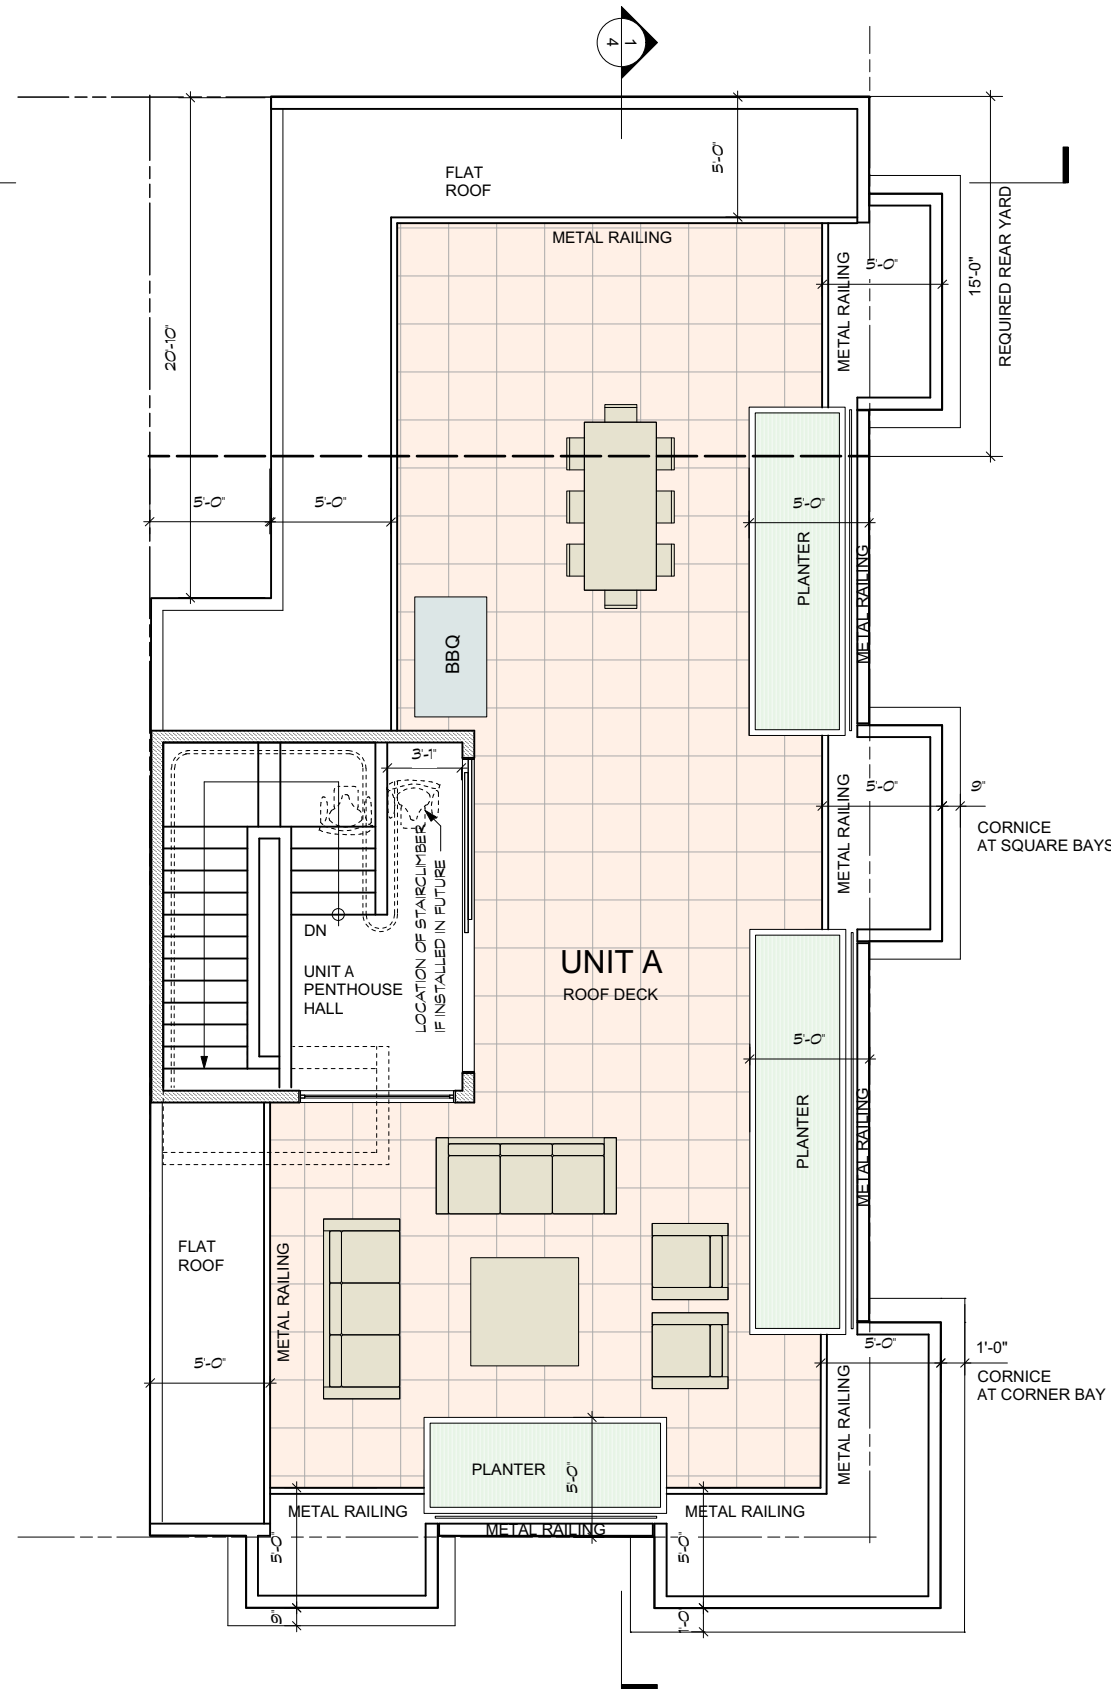 1
4
FLAT
ROOF
5'-0"
METAL RAILING
METAL RAILING
5'-0"
15'-0"
REQUIRED REAR YARD
20'-10"
5'-0"
5'-0"
5'-0"
PLANTER
METAL RAILING
BBQ
3'-1"
METAL RAILING
5'-0"
9"
CORNICE
AT SQUARE BAYS
LOCATION OF STAIRCLIMBER
IF INSTALLED IN FUTURE
DN
UNIT A
PENTHOUSE
HALL
UNIT A
ROOF DECK
5'-0"
PLANTER
METAL RAILING
FLAT
ROOF
METAL RAILING
5'-0"
5'-0"
1'-0"
CORNICE
AT CORNER BAY
METAL RAILING
PLANTER
5'-0"
METAL RAILING
METAL RAILING
METAL RAILING
5'-0"
5'-0"
9"
1'-0"